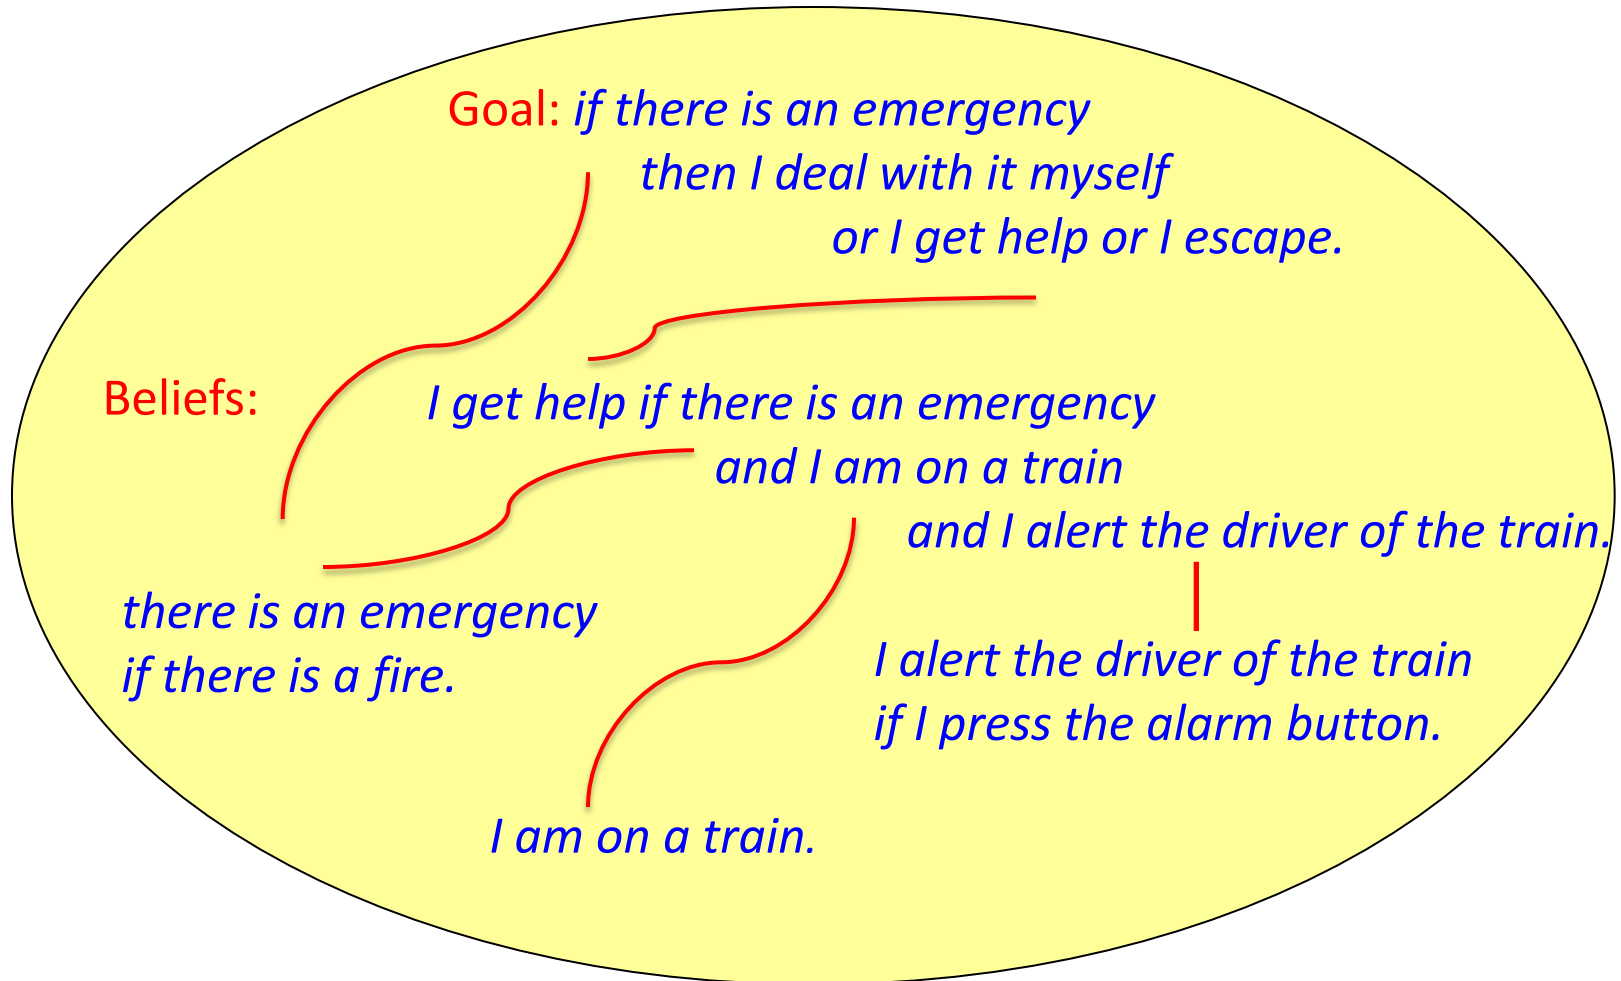 Goal: if there is an emergency
then I deal with it myself
or I get help or I escape.
Beliefs:
I get help if there is an emergency
and I am on a train
and I alert the driver of the train.
there is an emergency
if there is a fire.
I alert the driver of the train
if I press the alarm button.
I am on a train.